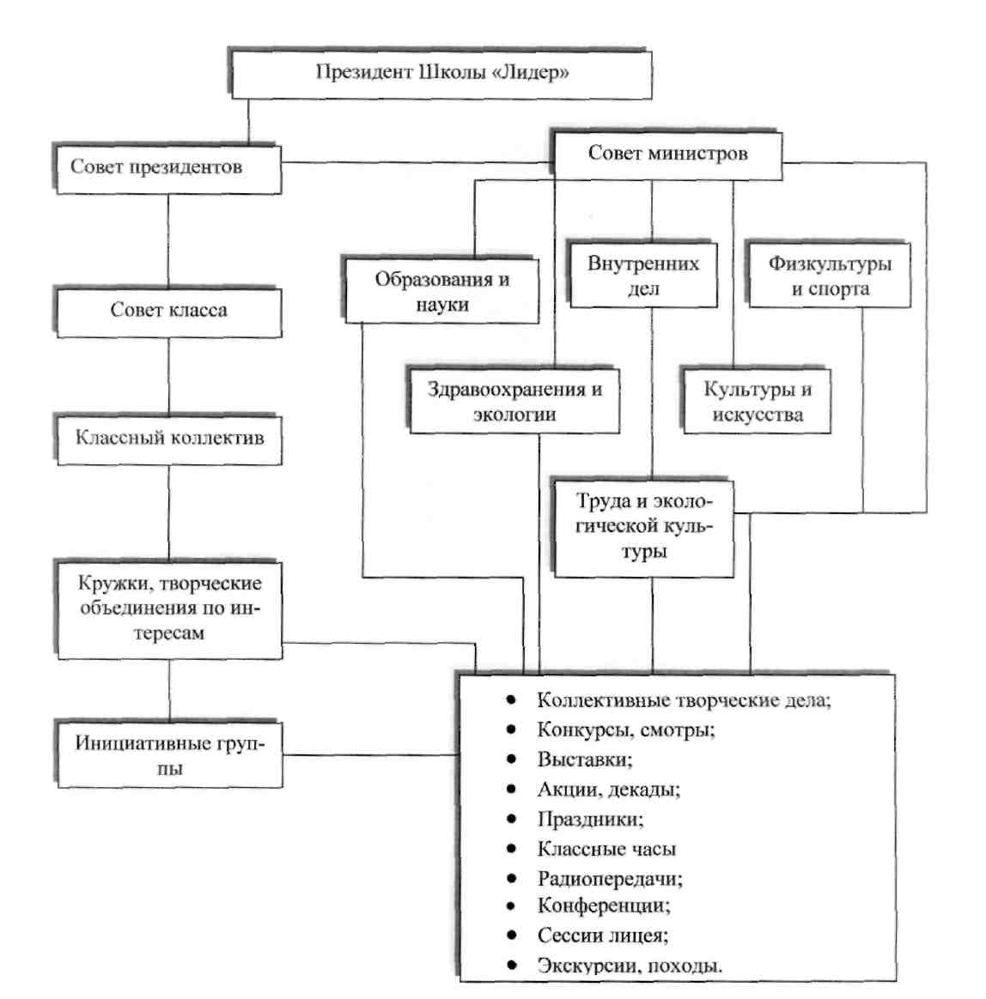 Президент Школы «Лидер»
Совет президентов
Совет министров
Образования и
науки
Внутренних
дел
Физкультуры
и спорта
Совет класса
Здравоохранения и
экологии
Культуры и
искусства
Классный коллектив
Труда и эколо-
гической куль-
туры
Кружки, творческие
объединения по ин-
тересам
Инициативные груп-
пы
• Коллективные творческие дела;
• Конкурсы, смотры;
• Выставки;
• Акции, декады;
• Праздники;
• Классные часы
• Радиопередачи;
• Конференции;
• Сессии лицея;
• Экскурсии, походы.